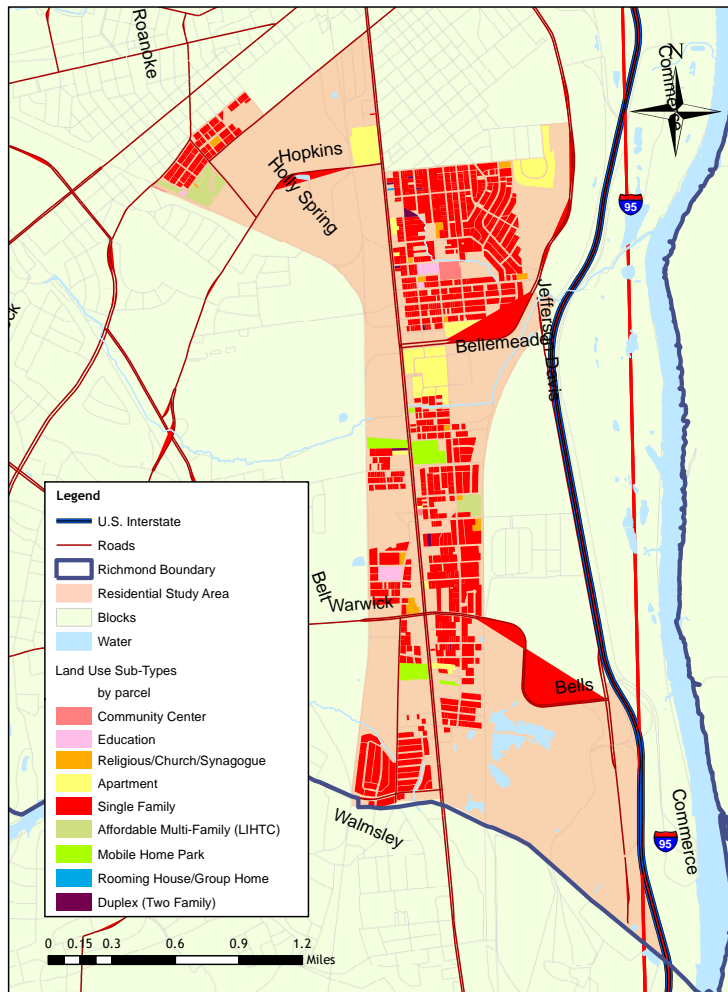 Roanoke
Commerce
N
Hopkins
Holly Spring
95
Jefferson Davis
Bellemeade
ck
Legend
U.S. Interstate
Roads
Richmond Boundary
Residential Study Area
Blocks
Water
Land Use Sub-Types
by parcel
Community Center
Education
Religious/Church/Synagogue
Apartment
Single Family
Affordable Multi-Family (LIHTC)
Mobile Home Park
Rooming House/Group Home
Duplex (Two Family)
Belt
Warwick
Bells
Walmsley
Commerce
95
0 0.15 0.3 0.6 0.9 1.2
Miles